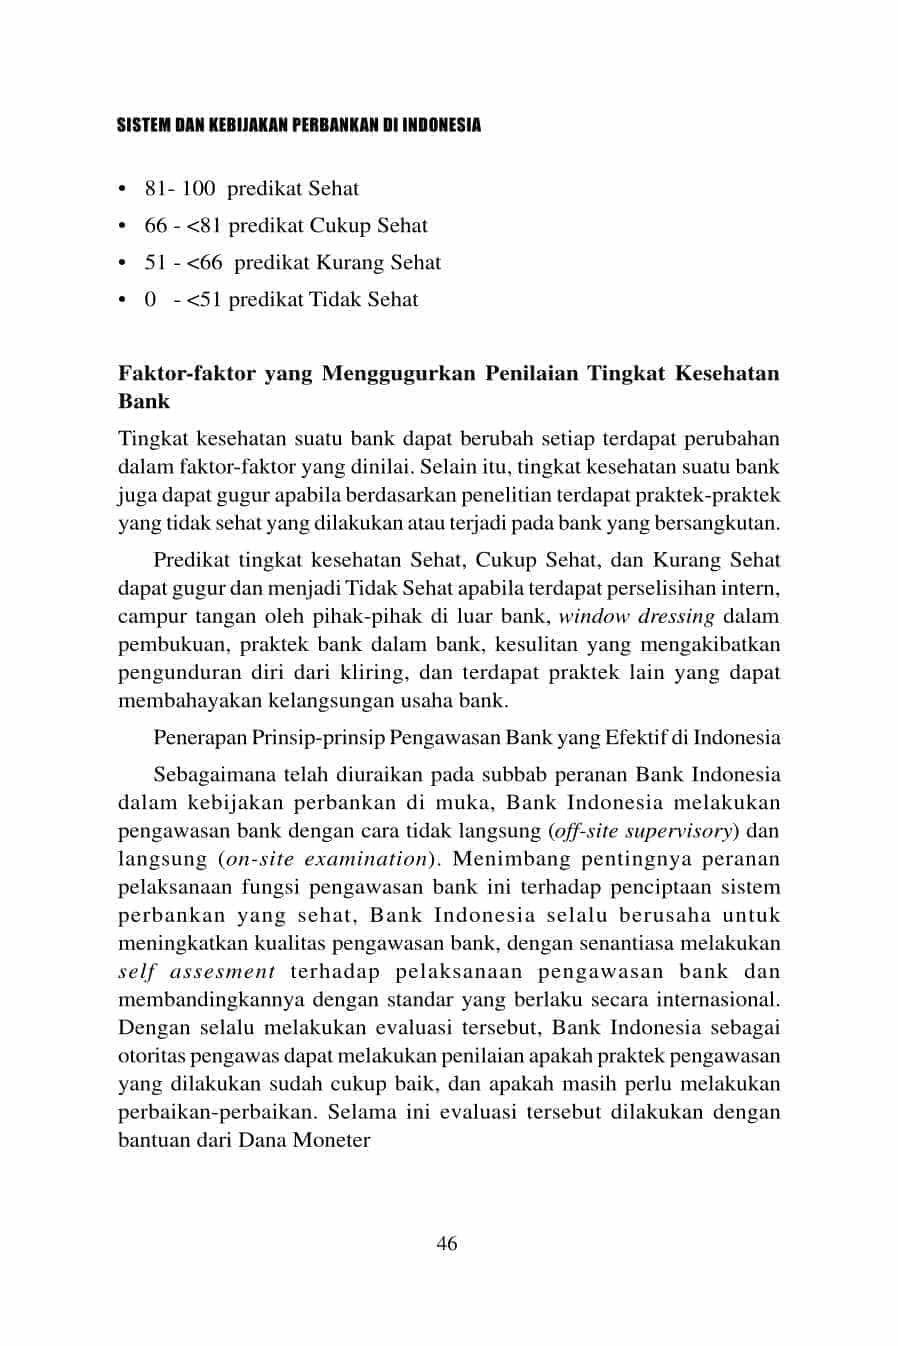 SISTEM DAN KEBIJAKAN PERBANKAN DI INDONESIA
• 81- 100 predikat Sehat
• 66 - <81 predikat Cukup Sehat
• 51 - <66 predikat Kurang Sehat
• 0 - <51 predikat Tidak Sehat
Faktor-faktor yang Menggugurkan Penilaian Tingkat Kesehatan
Bank
Tingkat kesehatan suatu bank dapat berubah setiap terdapat perubahan
dalam faktor-faktor yang dinilai. Selain itu, tingkat kesehatan suatu bank
juga dapat gugur apabila berdasarkan penelitian terdapat praktek-praktek
yang tidak sehat yang dilakukan atau terjadi pada bank yang bersangkutan.
Predikat tingkat kesehatan Sehat, Cukup Sehat, dan Kurang Sehat
dapat gugur dan menjadi Tidak Sehat apabila terdapat perselisihan intern,
campur tangan oleh pihak-pihak di luar bank, window dressing dalam
pembukuan, praktek bank dalam bank, kesulitan yang mengakibatkan
pengunduran diri dari kliring, dan terdapat praktek lain yang dapat
membahayakan kelangsungan usaha bank.
Penerapan Prinsip-prinsip Pengawasan Bank yang Efektif di Indonesia
Sebagaimana telah diuraikan pada subbab peranan Bank Indonesia
dalam kebijakan perbankan di muka, Bank Indonesia melakukan
pengawasan bank dengan cara tidak langsung (off-site supervisory) dan
langsung (on-site examination). Menimbang pentingnya peranan
pelaksanaan fungsi pengawasan bank ini terhadap penciptaan sistem
perbankan yang sehat, Bank Indonesia selalu berusaha untuk
meningkatkan kualitas pengawasan bank, dengan senantiasa melakukan
self assesment terhadap pelaksanaan pengawasan bank dan
membandingkannya dengan standar yang berlaku secara internasional.
Dengan selalu melakukan evaluasi tersebut, Bank Indonesia sebagai
otoritas pengawas dapat melakukan penilaian apakah praktek pengawasan
yang dilakukan sudah cukup baik, dan apakah masih perlu melakukan
perbaikan-perbaikan. Selama ini evaluasi tersebut dilakukan dengan
bantuan dari Dana Moneter
46